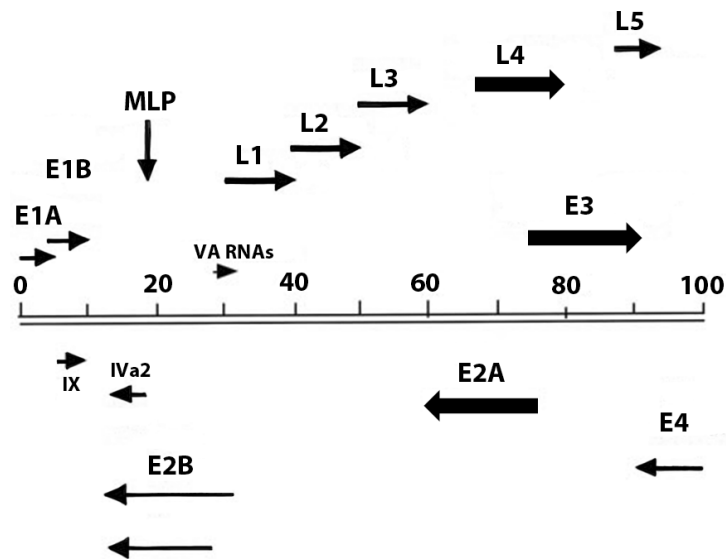 L5
L4
L3
MLP
L2
L1
E1B
E1A
E3
VA RNAs
0 20 40 60 80 100
IX
IVa2
E2A
E4
E2B